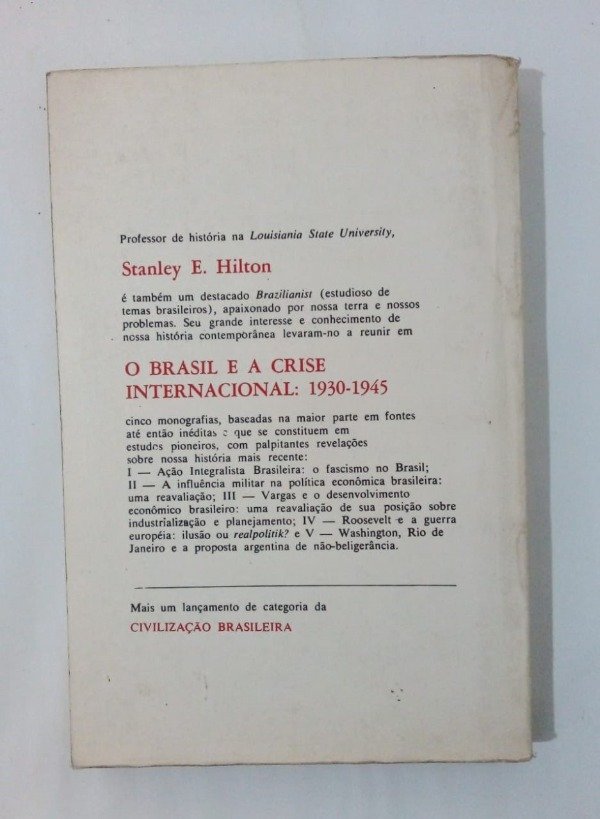 Professor de história na Louisiania State University,
Stanley E. Hilton
é também um destacado Brazilianist (estudioso de
temas brasileiros), apaixonado por nossa terra e nossos
problemas. Seu grande interesse e conhecimento de
nossa história contemporânea levaram-no a reunir em
O BRASIL E A CRISE
INTERNACIONAL: 1930-1945
cinco monografias, baseadas na maior parte em fontes
até então inéditas e que se constituem em
estudos pioneiros, com palpitantes revelações
sobre nossa história mais recente:
I — Ação Integralista Brasileira: o fascismo no Brasil;
II — A influência militar na política econômica brasileira:
uma reavaliação; III — Vargas e o desenvolvimento
econômico brasileiro: uma reavaliação de sua posição sobre
industrialização e planejamento; IV — Roosevelt e a guerra
européia: ilusão ou realpolitik? e V — Washington, Rio de
Janeiro e a proposta argentina de não-beligerância.
Mais um lançamento de categoria da
CIVILIZAÇÃO BRASILEIRA